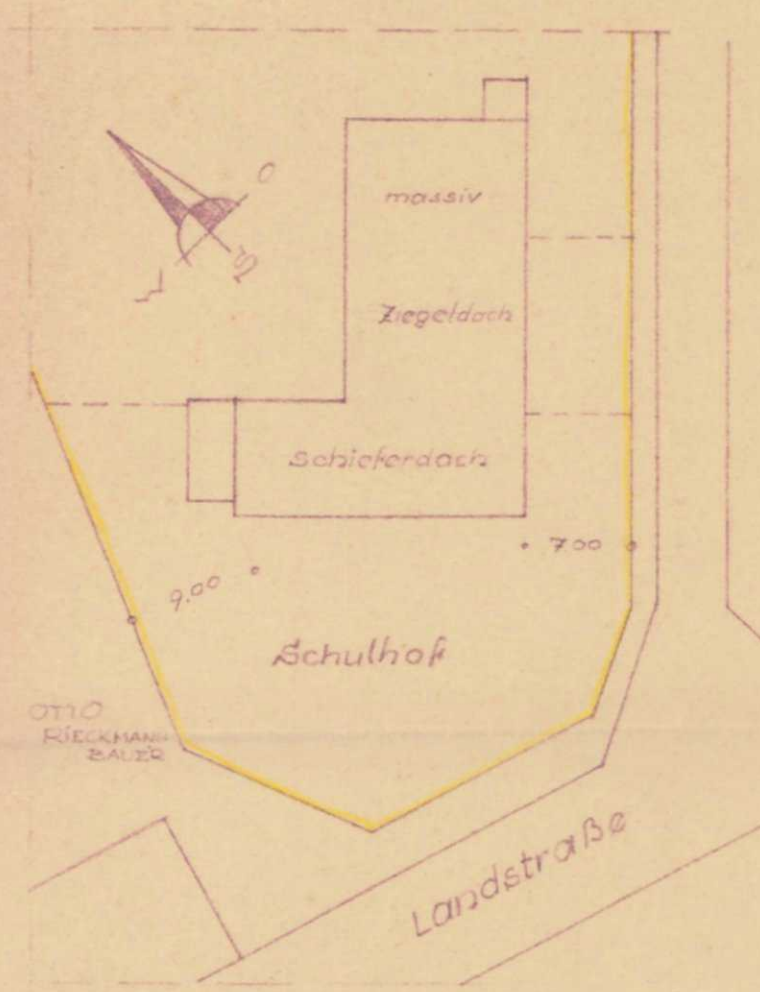 O
S
massiv
Ziegeldach
Schieferdach
7.00
9.00
Schulhof
OTTO
RIECKMANN
BAUER
Landstraße